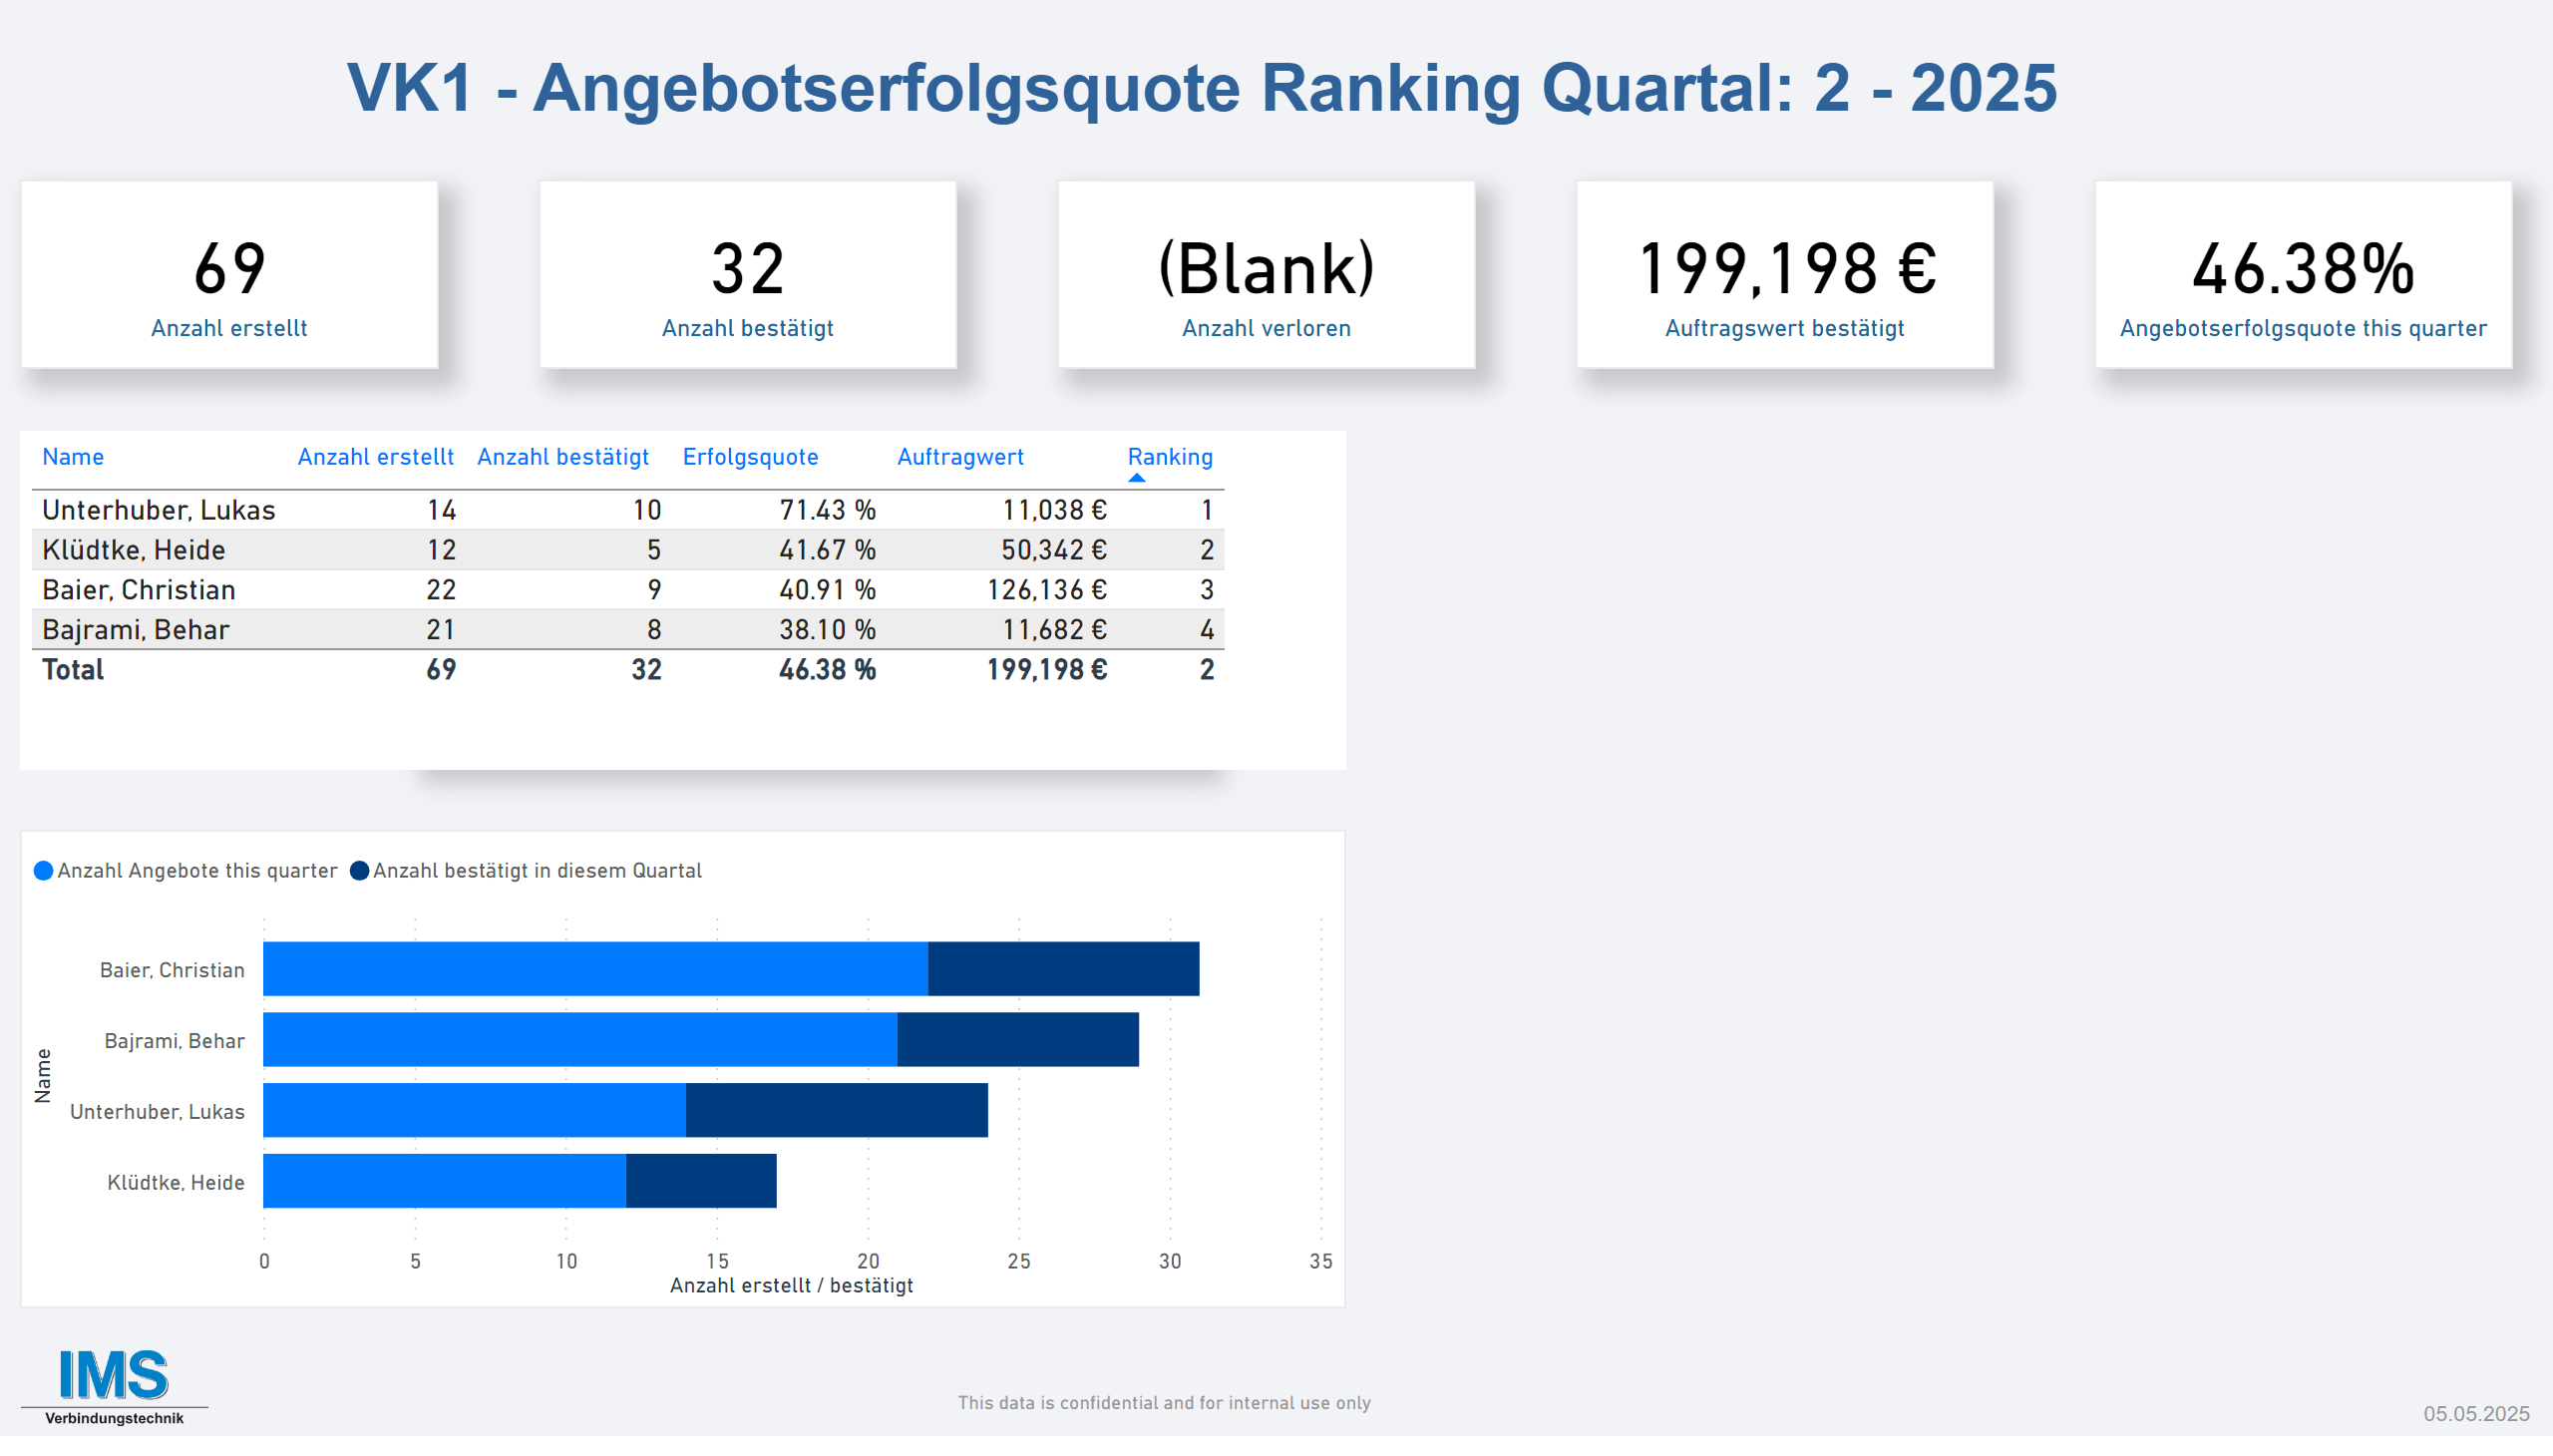 VK1 - Angebotserfolgsquote Ranking Quartal: 2 - 2025
69
Anzahl erstellt
32
Anzahl bestätigt
(Blank)
Anzahl verloren
199,198 €
Auftragswert bestätigt
46.38%
Angebotserfolgsquote this quarter
Name Anzahl erstellt Anzahl bestätigt Erfolgsquote Auftragwert Ranking
Unterhuber, Lukas 14 10 71.43 % 11,038 € 1
Klüdtke, Heide 12 5 41.67 % 50,342 € 2
Baier, Christian 22 9 40.91 % 126,136 € 3
Bajrami, Behar 21 8 38.10 % 11,682 € 4
Total 69 32 46.38 % 199,198 € 2
Anzahl Angebote this quarter Anzahl bestätigt in diesem Quartal
Name
Baier, Christian
Bajrami, Behar
Unterhuber, Lukas
Klüdtke, Heide
0 5 10 15 20 25 30 35
Anzahl erstellt / bestätigt
IMS
Verbindungstechnik
This data is confidential and for internal use only
05.05.2025